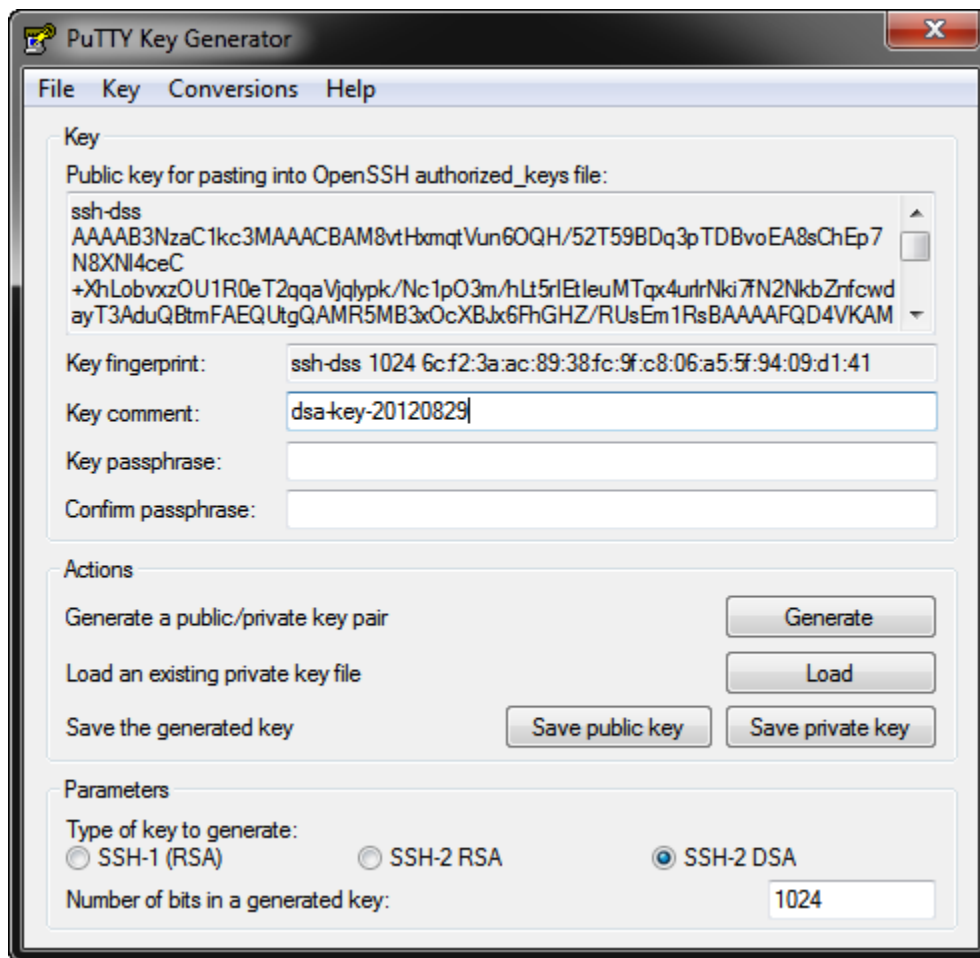 PuTTY Key Generator
File Key Conversions Help
Key
Public key for pasting into OpenSSH authorized_keys file:
ssh-dss
AAAAB3NzaC1kc3MAAACBAM8vtHxmqtVun6OQH/52T59BDq3pTDBvoEA8sChEp7
N8XNl4ceC
+XhLobvxzOU1R0eT2qqaVjqlypk/Nc1pO3m/hLt5rlEtleuMTqx4urlrNki7fN2NkbZnfcwd
ayT3AduQBtmFAEQUtgQAMR5MB3xOcXBJx6FhGHZ/RUsEm1RsBAAAAFQD4VKAM
Key fingerprint: ssh-dss 1024 6c:f2:3a:ac:89:38:fc:9f:c8:06:a5:5f:94:09:d1:41
Key comment: dsa-key-20120829
Key passphrase:
Confirm passphrase:
Actions
Generate a public/private key pair Generate
Load an existing private key file Load
Save the generated key Save public key Save private key
Parameters
Type of key to generate:
SSH-1 (RSA) SSH-2 RSA SSH-2 DSA
Number of bits in a generated key: 1024